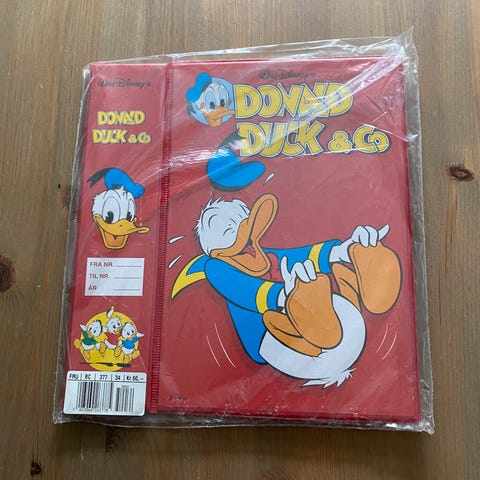 Walt Disney's
DONALD
DUCK & Co
FRA NR.
TIL NR.
ÅR
FRU BC 377 34 Kr.60,-
Walt Disney's
DONALD
DUCK & Co